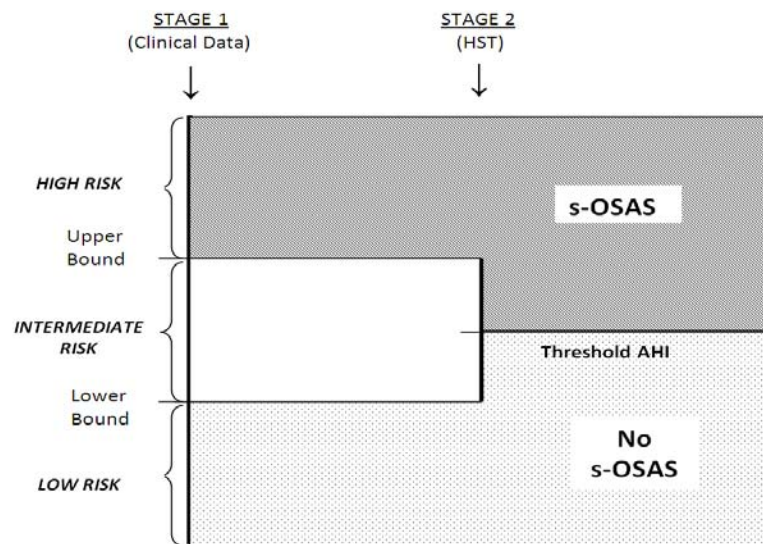 STAGE 1
(Clinical Data)
STAGE 2
(HST)
HIGH RISK
s-OSAS
Upper
Bound
INTERMEDIATE
RISK
Threshold AHI
Lower
Bound
No
s-OSAS
LOW RISK